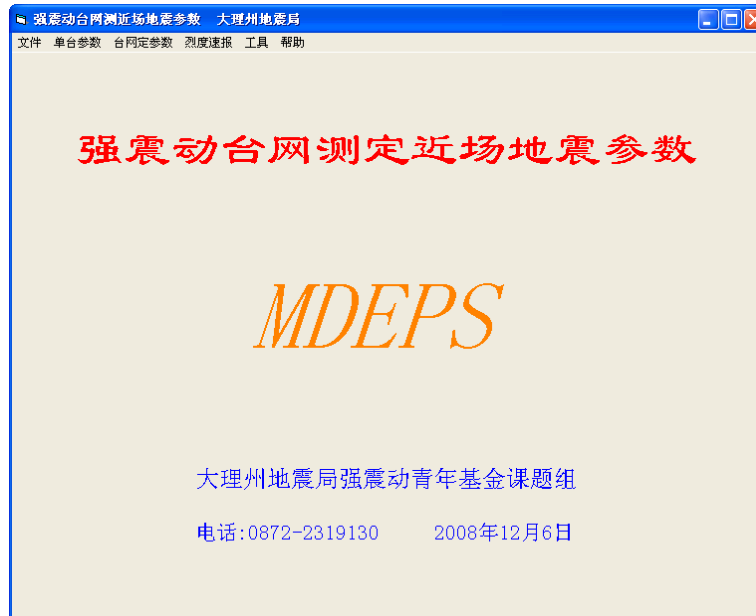 强震动台网测近场地震参数 大理州地震局
文件 单台参数 台网定参数 烈度速报 工具 帮助
强震动台网测定近场地震参数
MDEPS
大理州地震局强震动青年基金课题组
电话:0872-2319130 2008年12月6日